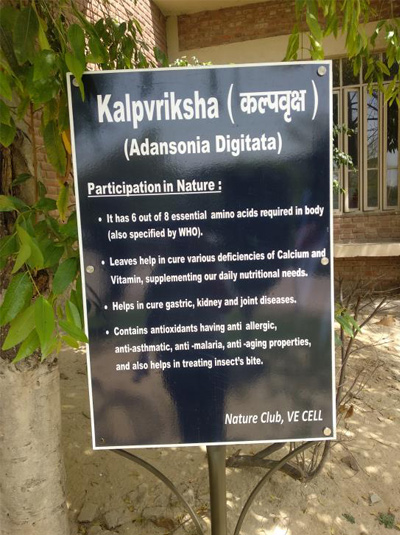 Kalpvriksha ( कल्पवृक्ष )
(Adansonia Digitata)
Participation in Nature :
• It has 6 out of 8 essential amino acids required in body
(also specified by WHO).
• Leaves help in cure various deficiencies of Calcium and
Vitamin, supplementing our daily nutritional needs.
• Helps in cure gastric, kidney and joint diseases.
• Contains antioxidants having anti allergic,
anti-asthmatic, anti -malaria, anti -aging properties,
and also helps in treating insect's bite.
Nature Club, VE CELL